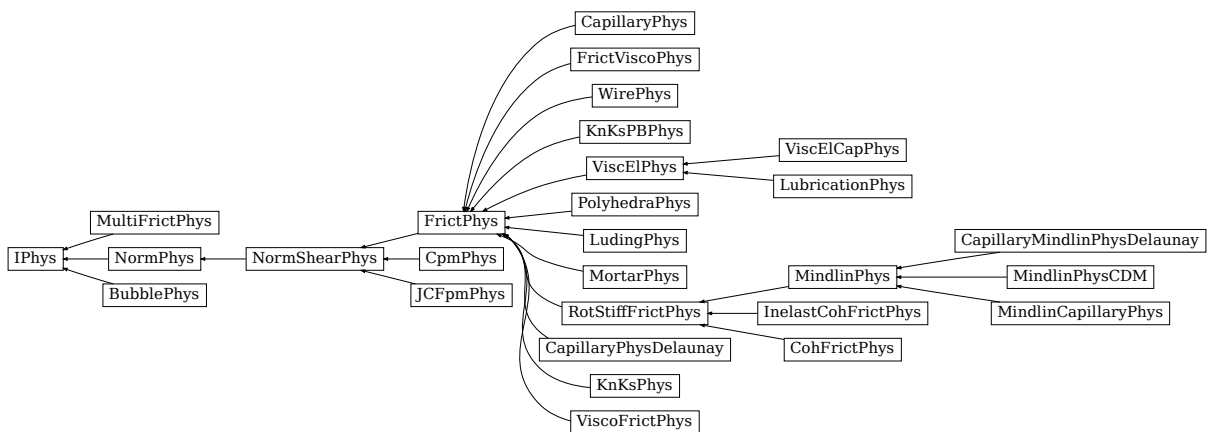 CapillaryPhys
FrictViscoPhys
WirePhys
KnKsPBPhys
ViscElPhys
ViscElCapPhys
LubricationPhys
PolyhedraPhys
MultiFrictPhys
FrictPhys
LudingPhys
IPhys
NormPhys
NormShearPhys
CpmPhys
MortarPhys
BubblePhys
JCFpmPhys
RotStiffFrictPhys
MindlinPhys
CapillaryMindlinPhysDelaunay
MindlinPhysCDM
MindlinCapillaryPhys
InelastCohFrictPhys
CohFrictPhys
CapillaryPhysDelaunay
KnKsPhys
ViscoFrictPhys